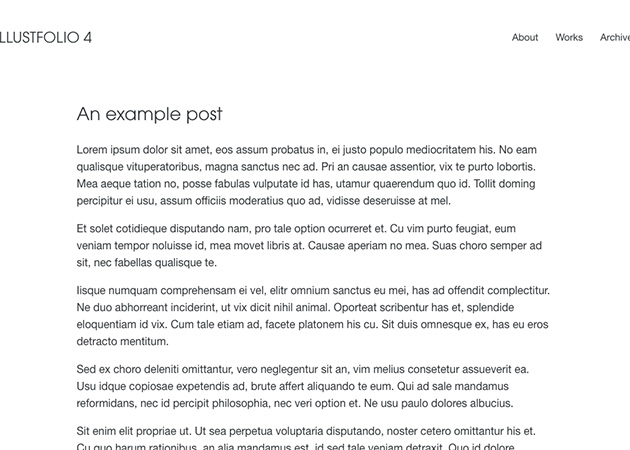 LLUSTFOLIO 4
About Works Archive
An example post
Lorem ipsum dolor sit amet, eos assum probatus in, ei justo populo mediocritatem his. No eam
qualisque vituperatoribus, magna sanctus nec ad. Pri an causae assentior, vix te purto lobortis.
Mea aeque tation no, posse fabulas vulputate id has, utamur quaerendum quo id. Tollit doming
percipitur ei usu, assum officiis moderatius quo ad, vidisse deseruisse at mel.
Et solet cotidieque disputando nam, pro tale option ocurreret et. Cu vim purto feugiat, eum
veniam tempor noluisse id, mea movet libris at. Causae aperiam no mea. Suas choro semper ad
sit, nec fabellas qualisque te.
Iisque numquam comprehensam ei vel, elitr omnium sanctus eu mei, has ad offendit complectitur.
Ne duo abhorreant inciderint, ut vix dicit nihil animal. Oporteat scribentur has et, splendide
eloquentiam id vix. Cum tale etiam ad, facete platonem his cu. Sit duis omnesque ex, has eu eros
detracto mentitum.
Sed ex choro deleniti omittantur, vero neglegentur sit an, vim melius consetetur assueverit ea.
Usu idque copiosae expetendis ad, brute affert aliquando te eum. Qui ad sale mandamus
reformidans, nec id percipit philosophia, nec veri option et. Ne usu paulo dolores albucius.
Sit enim elit propriae ut. Ut sea perpetua voluptaria disputando, noster cetero omittantur his et.
Cu quo harum rationibus, an alia mandamus est, id sed tale veniam detraxit. Quo id dolore